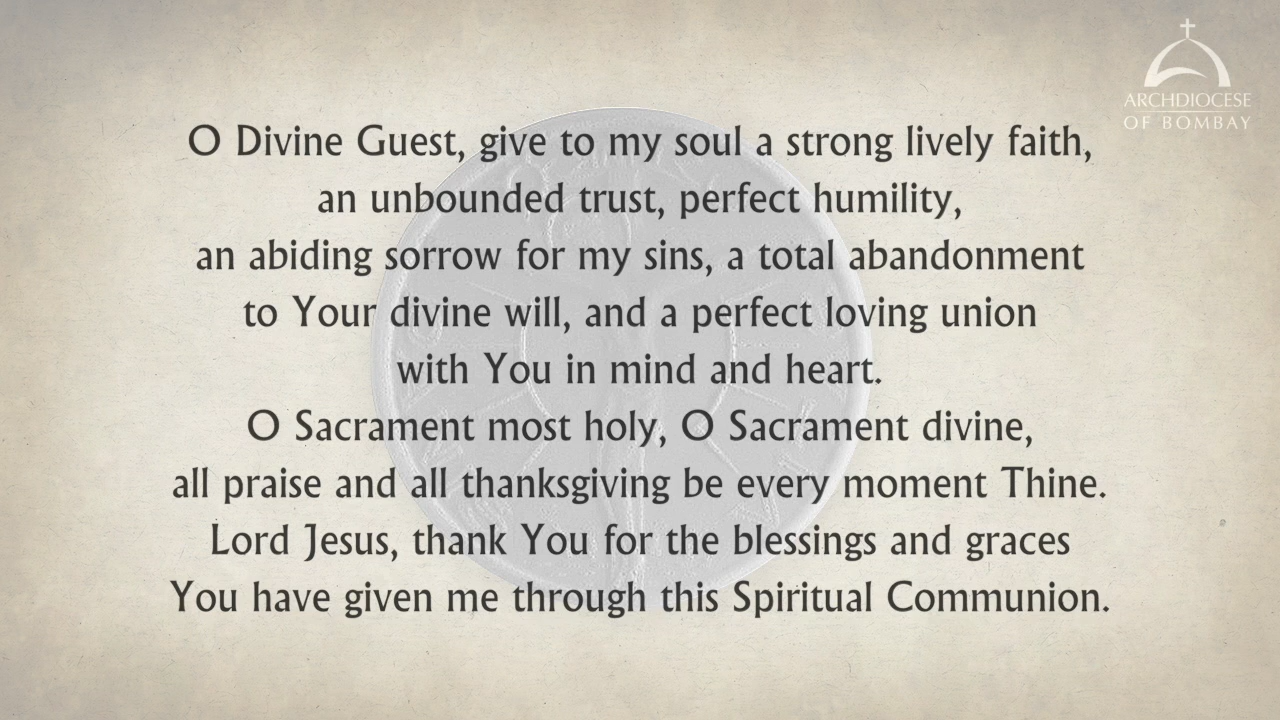 ARCHDIOCESE
OF BOMBAY
O Divine Guest, give to my soul a strong lively faith,
an unbounded trust, perfect humility,
an abiding sorrow for my sins, a total abandonment
to Your divine will, and a perfect loving union
with You in mind and heart.
O Sacrament most holy, O Sacrament divine,
all praise and all thanksgiving be every moment Thine.
Lord Jesus, thank You for the blessings and graces
You have given me through this Spiritual Communion.